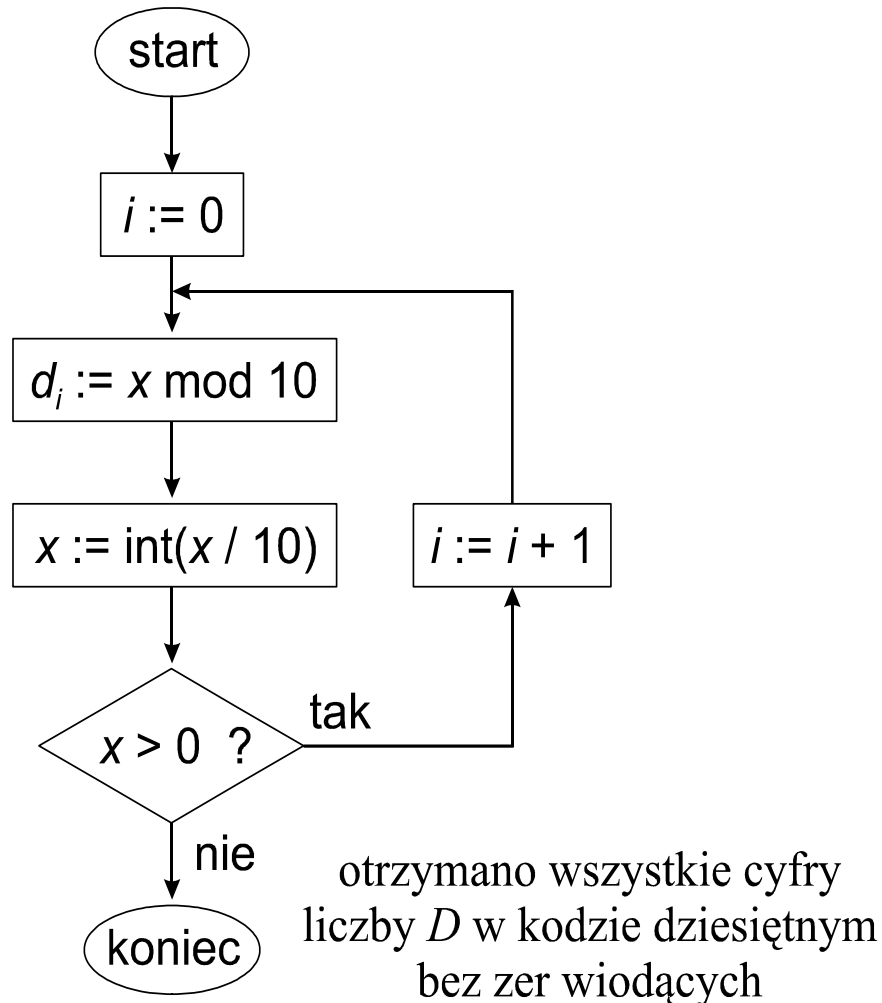 start
i := 0
dᵢ := x mod 10
x := int(x / 10)
i := i + 1
x > 0 ?
tak
nie
koniec
otrzymano wszystkie cyfry
liczby D w kodzie dziesiętnym
bez zer wiodących